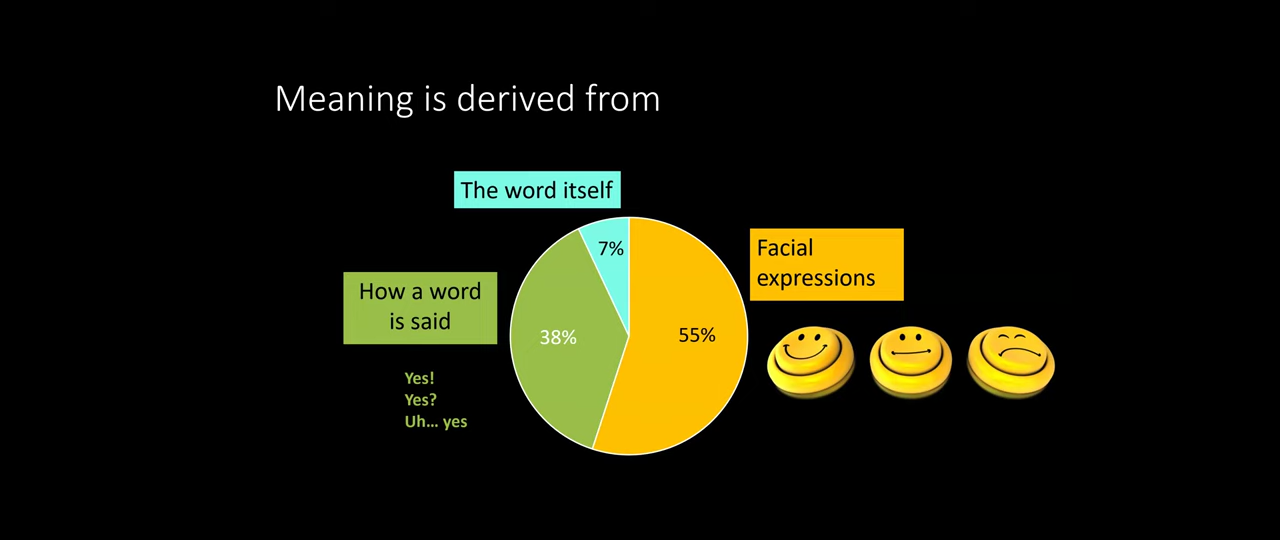 Meaning is derived from
The word itself
7%
Facial
expressions
How a word
is said
38%
55%
Yes!
Yes?
Uh... yes